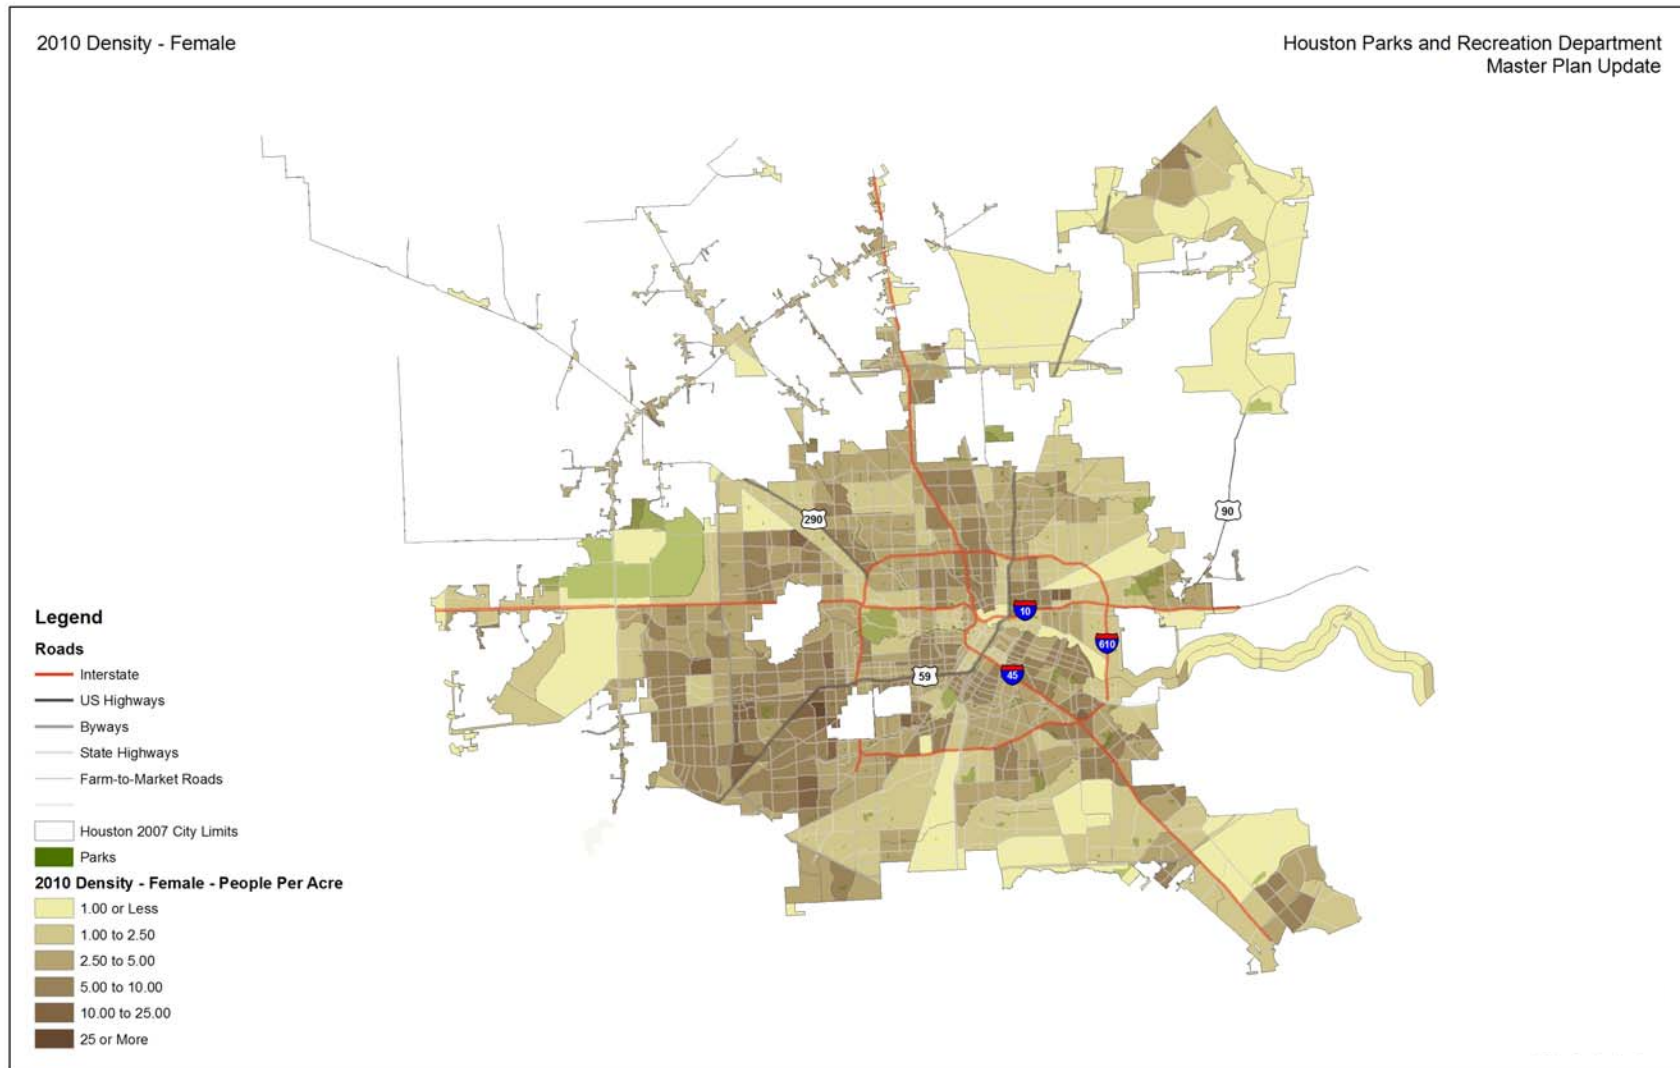 2010 Density - Female
Houston Parks and Recreation Department
Master Plan Update
290
90
10
610
59
45
Legend
Roads
Interstate
US Highways
Byways
State Highways
Farm-to-Market Roads
Houston 2007 City Limits
Parks
2010 Density - Female - People Per Acre
1.00 or Less
1.00 to 2.50
2.50 to 5.00
5.00 to 10.00
10.00 to 25.00
25 or More